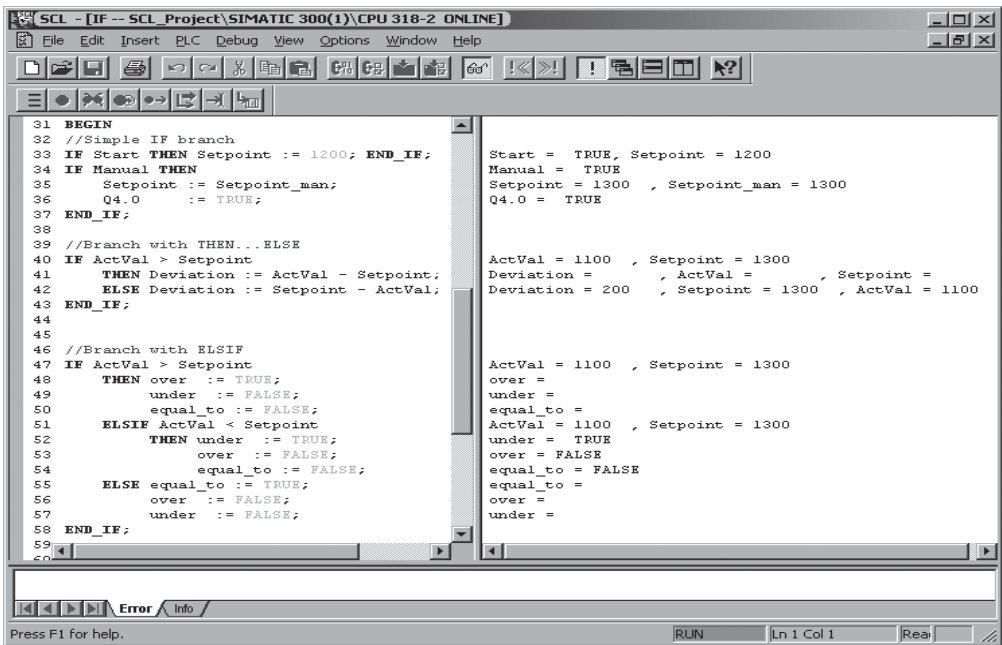 SCL - [IF -- SCL_Project\SIMATIC 300(1)\CPU 318-2 ONLINE]
File Edit Insert PLC Debug View Options Window Help
31 BEGIN
32 //Simple IF branch
33 IF Start THEN Setpoint := 1200; END_IF; Start = TRUE, Setpoint = 1200
34 IF Manual THEN Manual = TRUE
35 Setpoint := Setpoint_man; Setpoint = 1300 , Setpoint_man = 1300
36 Q4.0 := TRUE; Q4.0 = TRUE
37 END_IF;
38
39 //Branch with THEN...ELSE
40 IF ActVal > Setpoint ActVal = 1100 , Setpoint = 1300
41 THEN Deviation := ActVal - Setpoint; Deviation = , ActVal = , Setpoint =
42 ELSE Deviation := Setpoint - ActVal; Deviation = 200 , Setpoint = 1300 , ActVal = 1100
43 END_IF;
44
45
46 //Branch with ELSIF
47 IF ActVal > Setpoint ActVal = 1100 , Setpoint = 1300
48 THEN over := TRUE; over =
49 under := FALSE; under =
50 equal_to := FALSE; equal_to =
51 ELSIF ActVal < Setpoint ActVal = 1100 , Setpoint = 1300
52 THEN under := TRUE; under = TRUE
53 over := FALSE; over = FALSE
54 equal_to := FALSE; equal_to = FALSE
55 ELSE equal_to := TRUE; equal_to =
56 over := FALSE; over =
57 under := FALSE; under =
58 END_IF;
59
Error Info
Press F1 for help. RUN Ln 1 Col 1